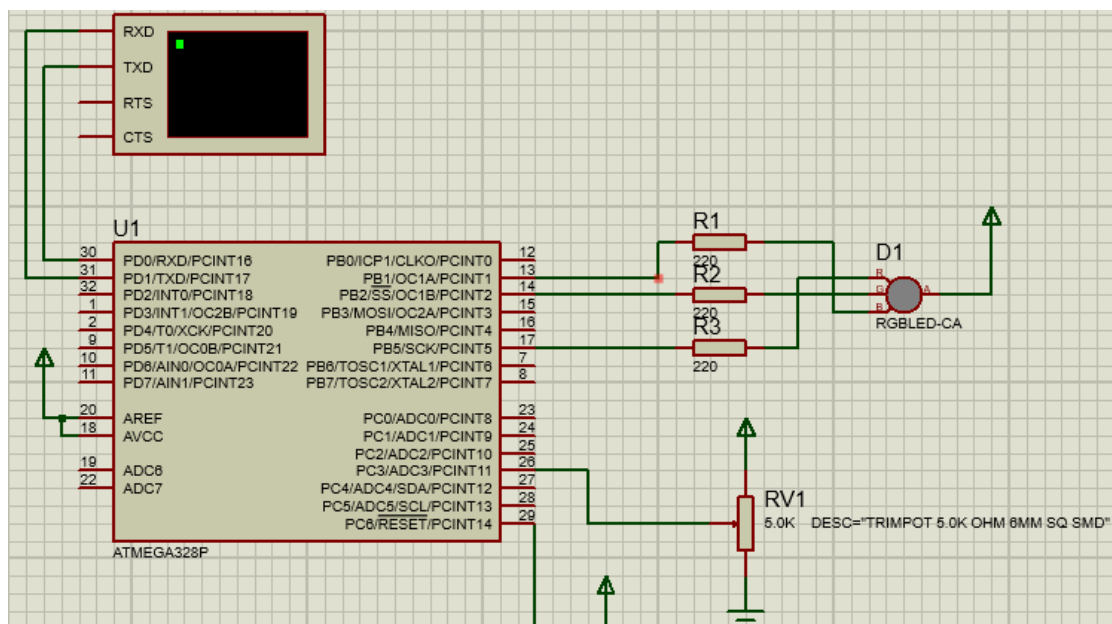 RXD
TXD
RTS
CTS
U1
30
31
32
1
2
9
10
11
20
18
19
22
PD0/RXD/PCINT16
PD1/TXD/PCINT17
PD2/INT0/PCINT18
PD3/INT1/OC2B/PCINT19
PD4/T0/XCK/PCINT20
PD5/T1/OC0B/PCINT21
PD6/AIN0/OC0A/PCINT22
PD7/AIN1/PCINT23
AREF
AVCC
ADC6
ADC7
PB0/ICP1/CLKO/PCINT0
PB1/OC1A/PCINT1
PB2/SS/OC1B/PCINT2
PB3/MOSI/OC2A/PCINT3
PB4/MISO/PCINT4
PB5/SCK/PCINT5
PB6/TOSC1/XTAL1/PCINT6
PB7/TOSC2/XTAL2/PCINT7
PC0/ADC0/PCINT8
PC1/ADC1/PCINT9
PC2/ADC2/PCINT10
PC3/ADC3/PCINT11
PC4/ADC4/SDA/PCINT12
PC5/ADC5/SCL/PCINT13
PC6/RESET/PCINT14
12
13
14
15
16
17
7
8
23
24
25
26
27
28
29
ATMEGA328P
R1
220
R2
220
R3
220
D1
R
G
B
A
RGBLED-CA
RV1
5.0K DESC="TRIMPOT 5.0K OHM 6MM SQ SMD"